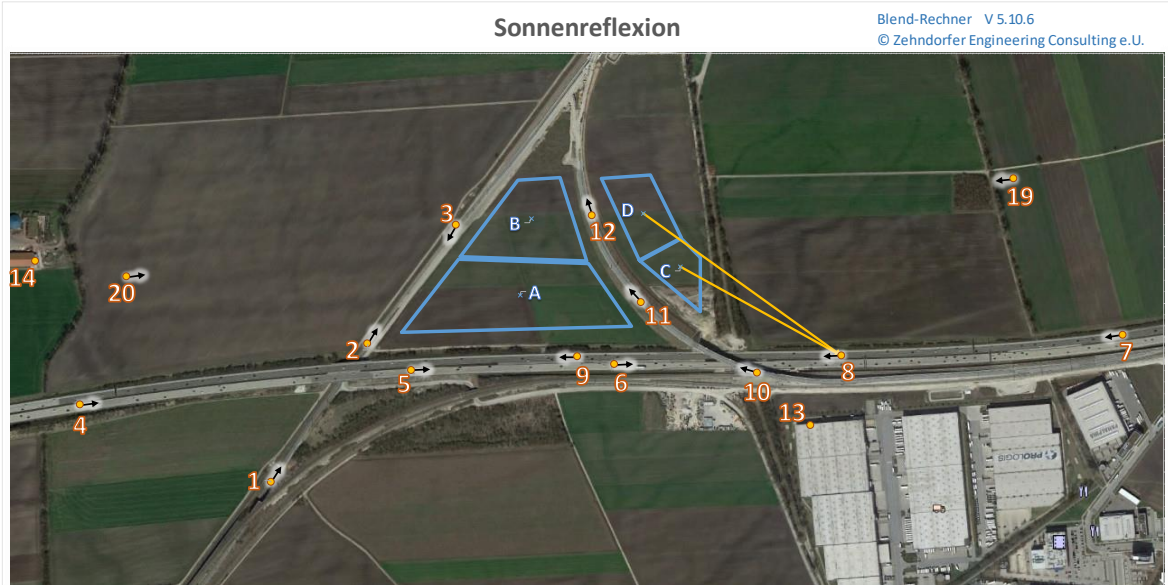 Sonnenreflexion
Blend-Rechner V 5.10.6
© Zehndorfer Engineering Consulting e.U.
19
B
D
3
12
14
20
C
A
11
2
7
5
9
6
10
8
4
13
1
PROLOGIS